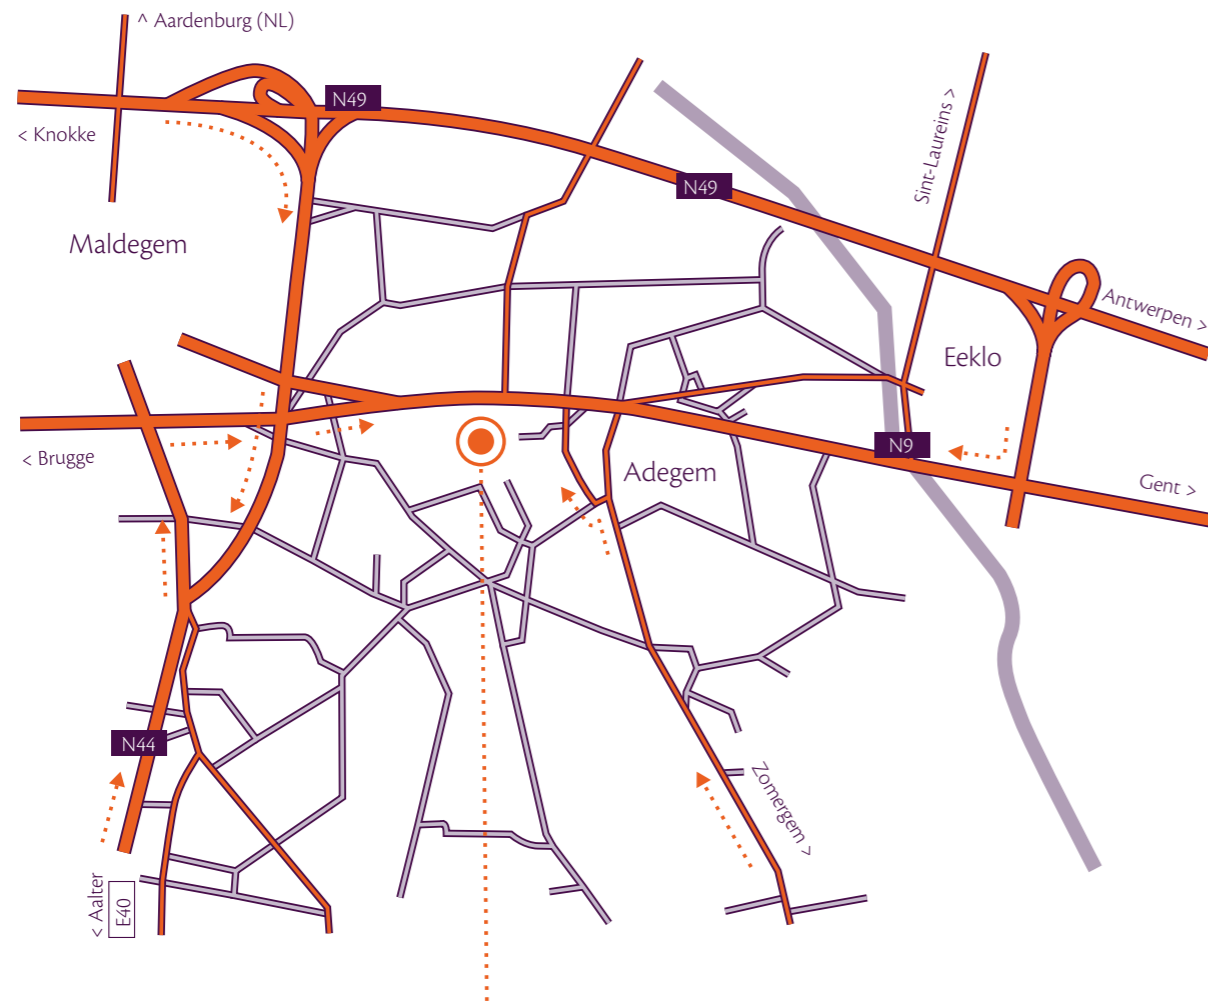 ^ Aardenburg (NL)
N49
< Knokke
Sint-Laureins >
N49
Maldegem
Antwerpen >
Eeklo
N9
< Brugge
Adegem
Gent >
N44
Zomergem >
< Aalter
E40